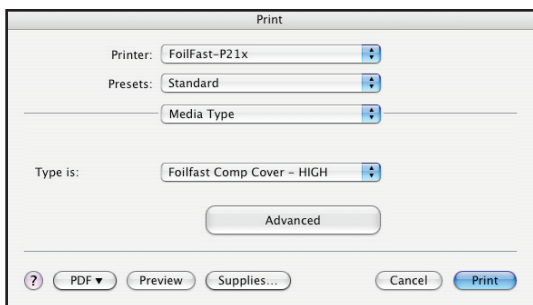 Print
Printer: FoilFast-P21x
Presets: Standard
Media Type
Type is: Foilfast Comp Cover – HIGH
Advanced
? PDF ▾ Preview Supplies... Cancel Print